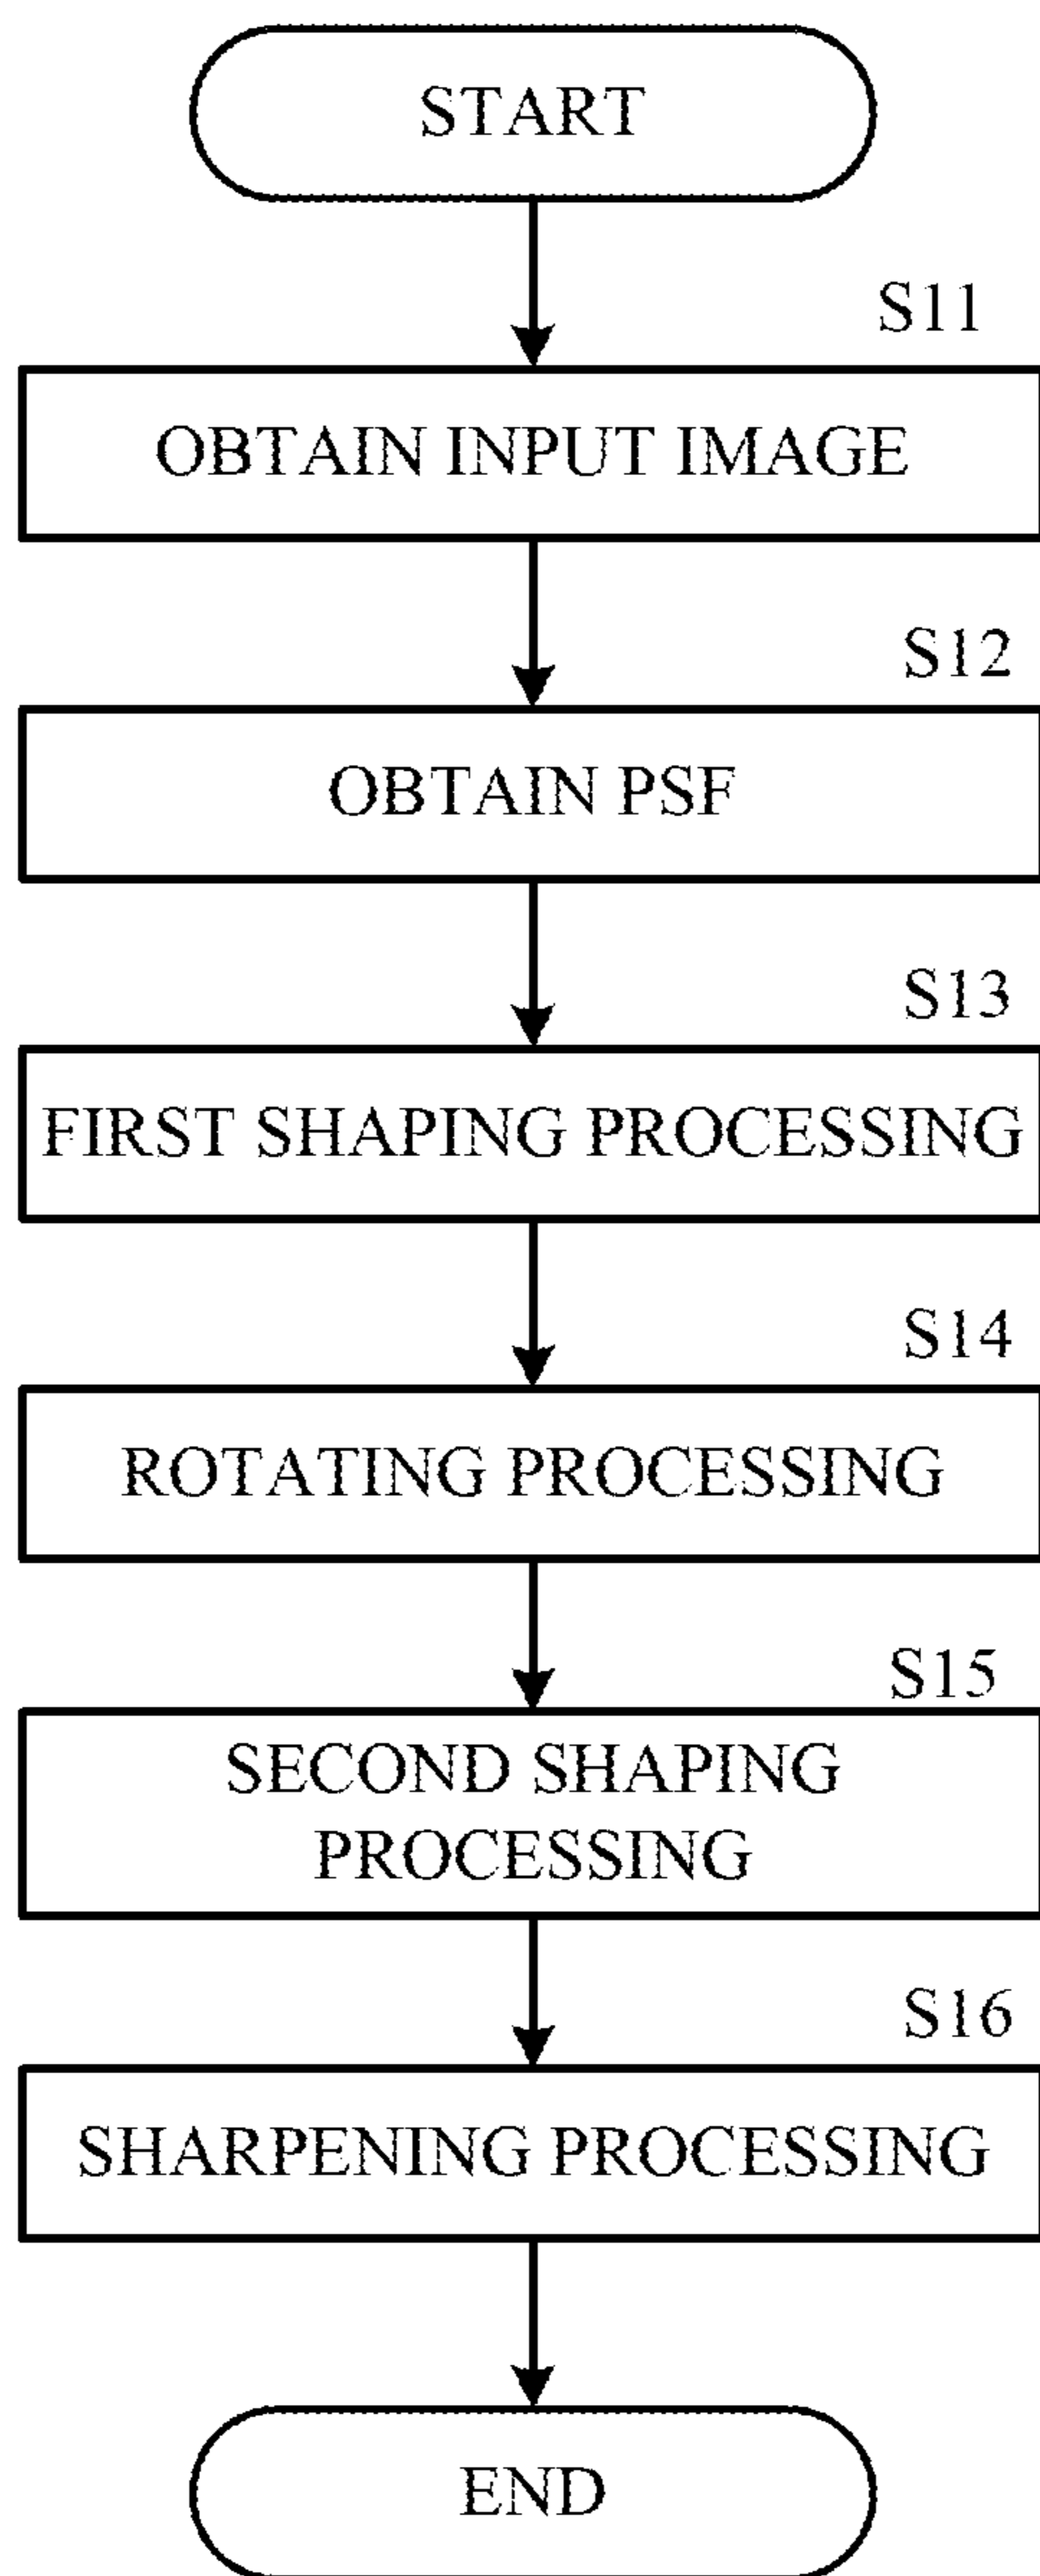 START
S11
OBTAIN INPUT IMAGE
S12
OBTAIN PSF
S13
FIRST SHAPING PROCESSING
S14
ROTATING PROCESSING
S15
SECOND SHAPING
PROCESSING
S16
SHARPENING PROCESSING
END